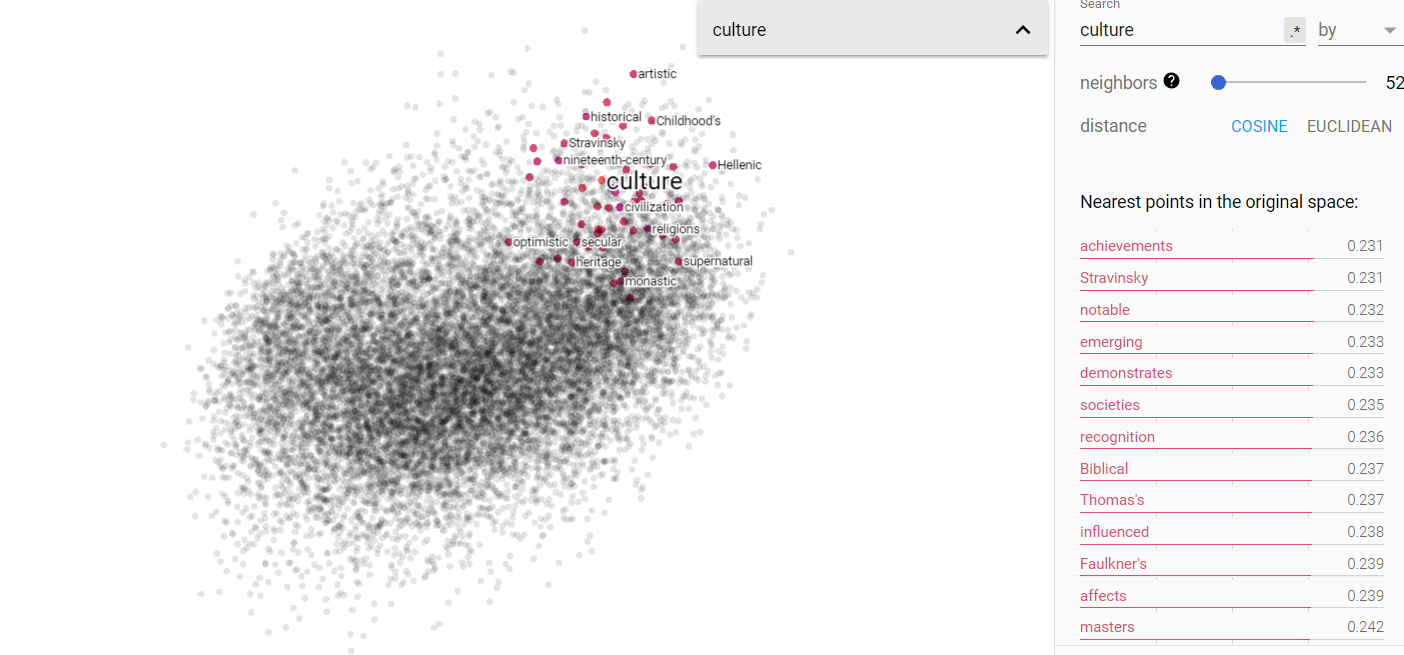 culture
artistic
historical
Childhood's
Stravinsky
nineteenth-century
Hellenic
culture
civilization
religions
optimistic
secular
heritage
supernatural
monastic
Search
culture
.*
by
neighbors ?
52
distance
COSINE
EUCLIDEAN
Nearest points in the original space:
achievements 0.231
Stravinsky 0.231
notable 0.232
emerging 0.233
demonstrates 0.233
societies 0.235
recognition 0.236
Biblical 0.237
Thomas's 0.237
influenced 0.238
Faulkner's 0.239
affects 0.239
masters 0.242